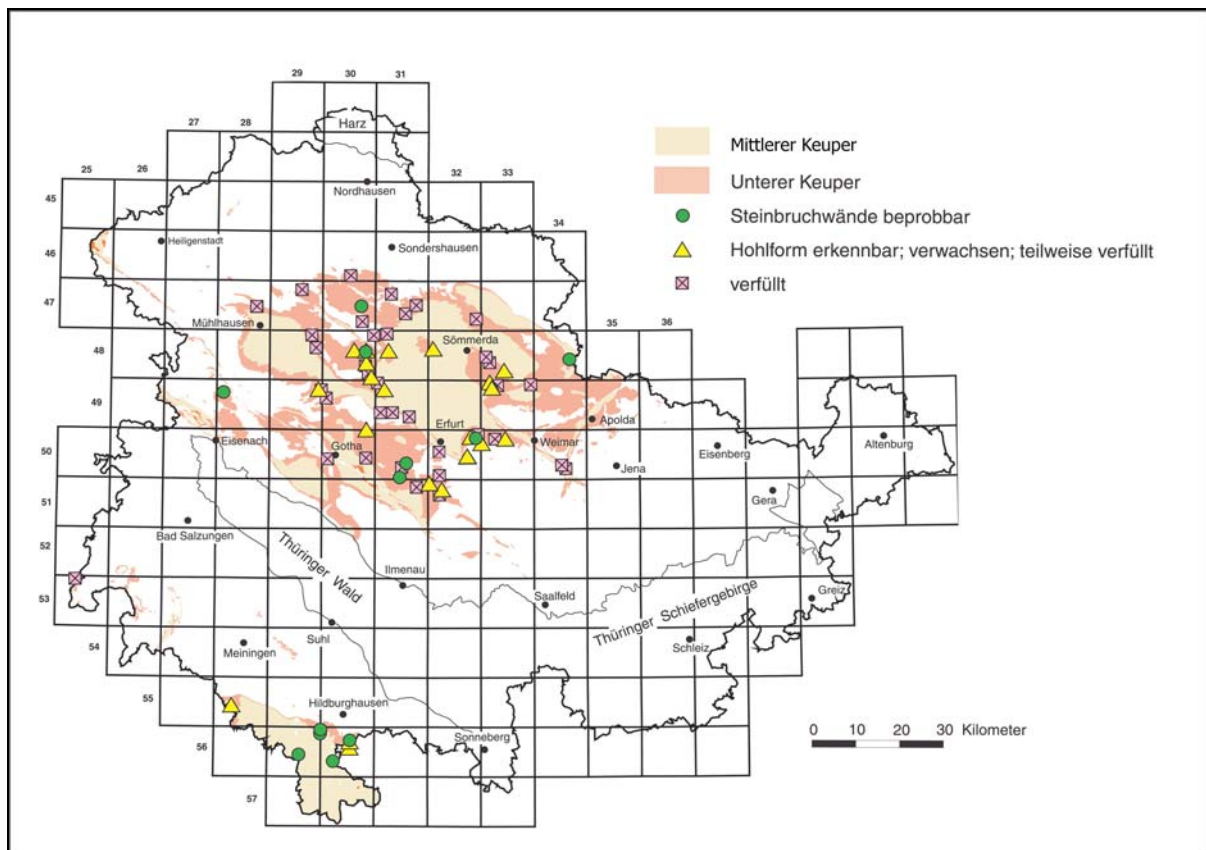 29 30 31
Harz
27 28
25 26
32 33
Mittlerer Keuper
Unterer Keuper
Steinbruchwände beprobbar
Hohlform erkennbar; verwachsen; teilweise verfüllt
verfüllt
45
Nordhausen
34
46
Heiligenstadt
Sondershausen
47
Mühlhausen
35 36
48
Sömmerda
49
Apolda
Eisenach
Gotha
Erfurt
Weimar
Jena
Eisenberg
Altenburg
50
51
Gera
Bad Salzungen
52
Thüringer Wald
Ilmenau
Saalfeld
Thüringer Schiefergebirge
Greiz
53
Suhl
Meiningen
Schleiz
54
55
Hildburghausen
0 10 20 30 Kilometer
56
Sonneberg
57